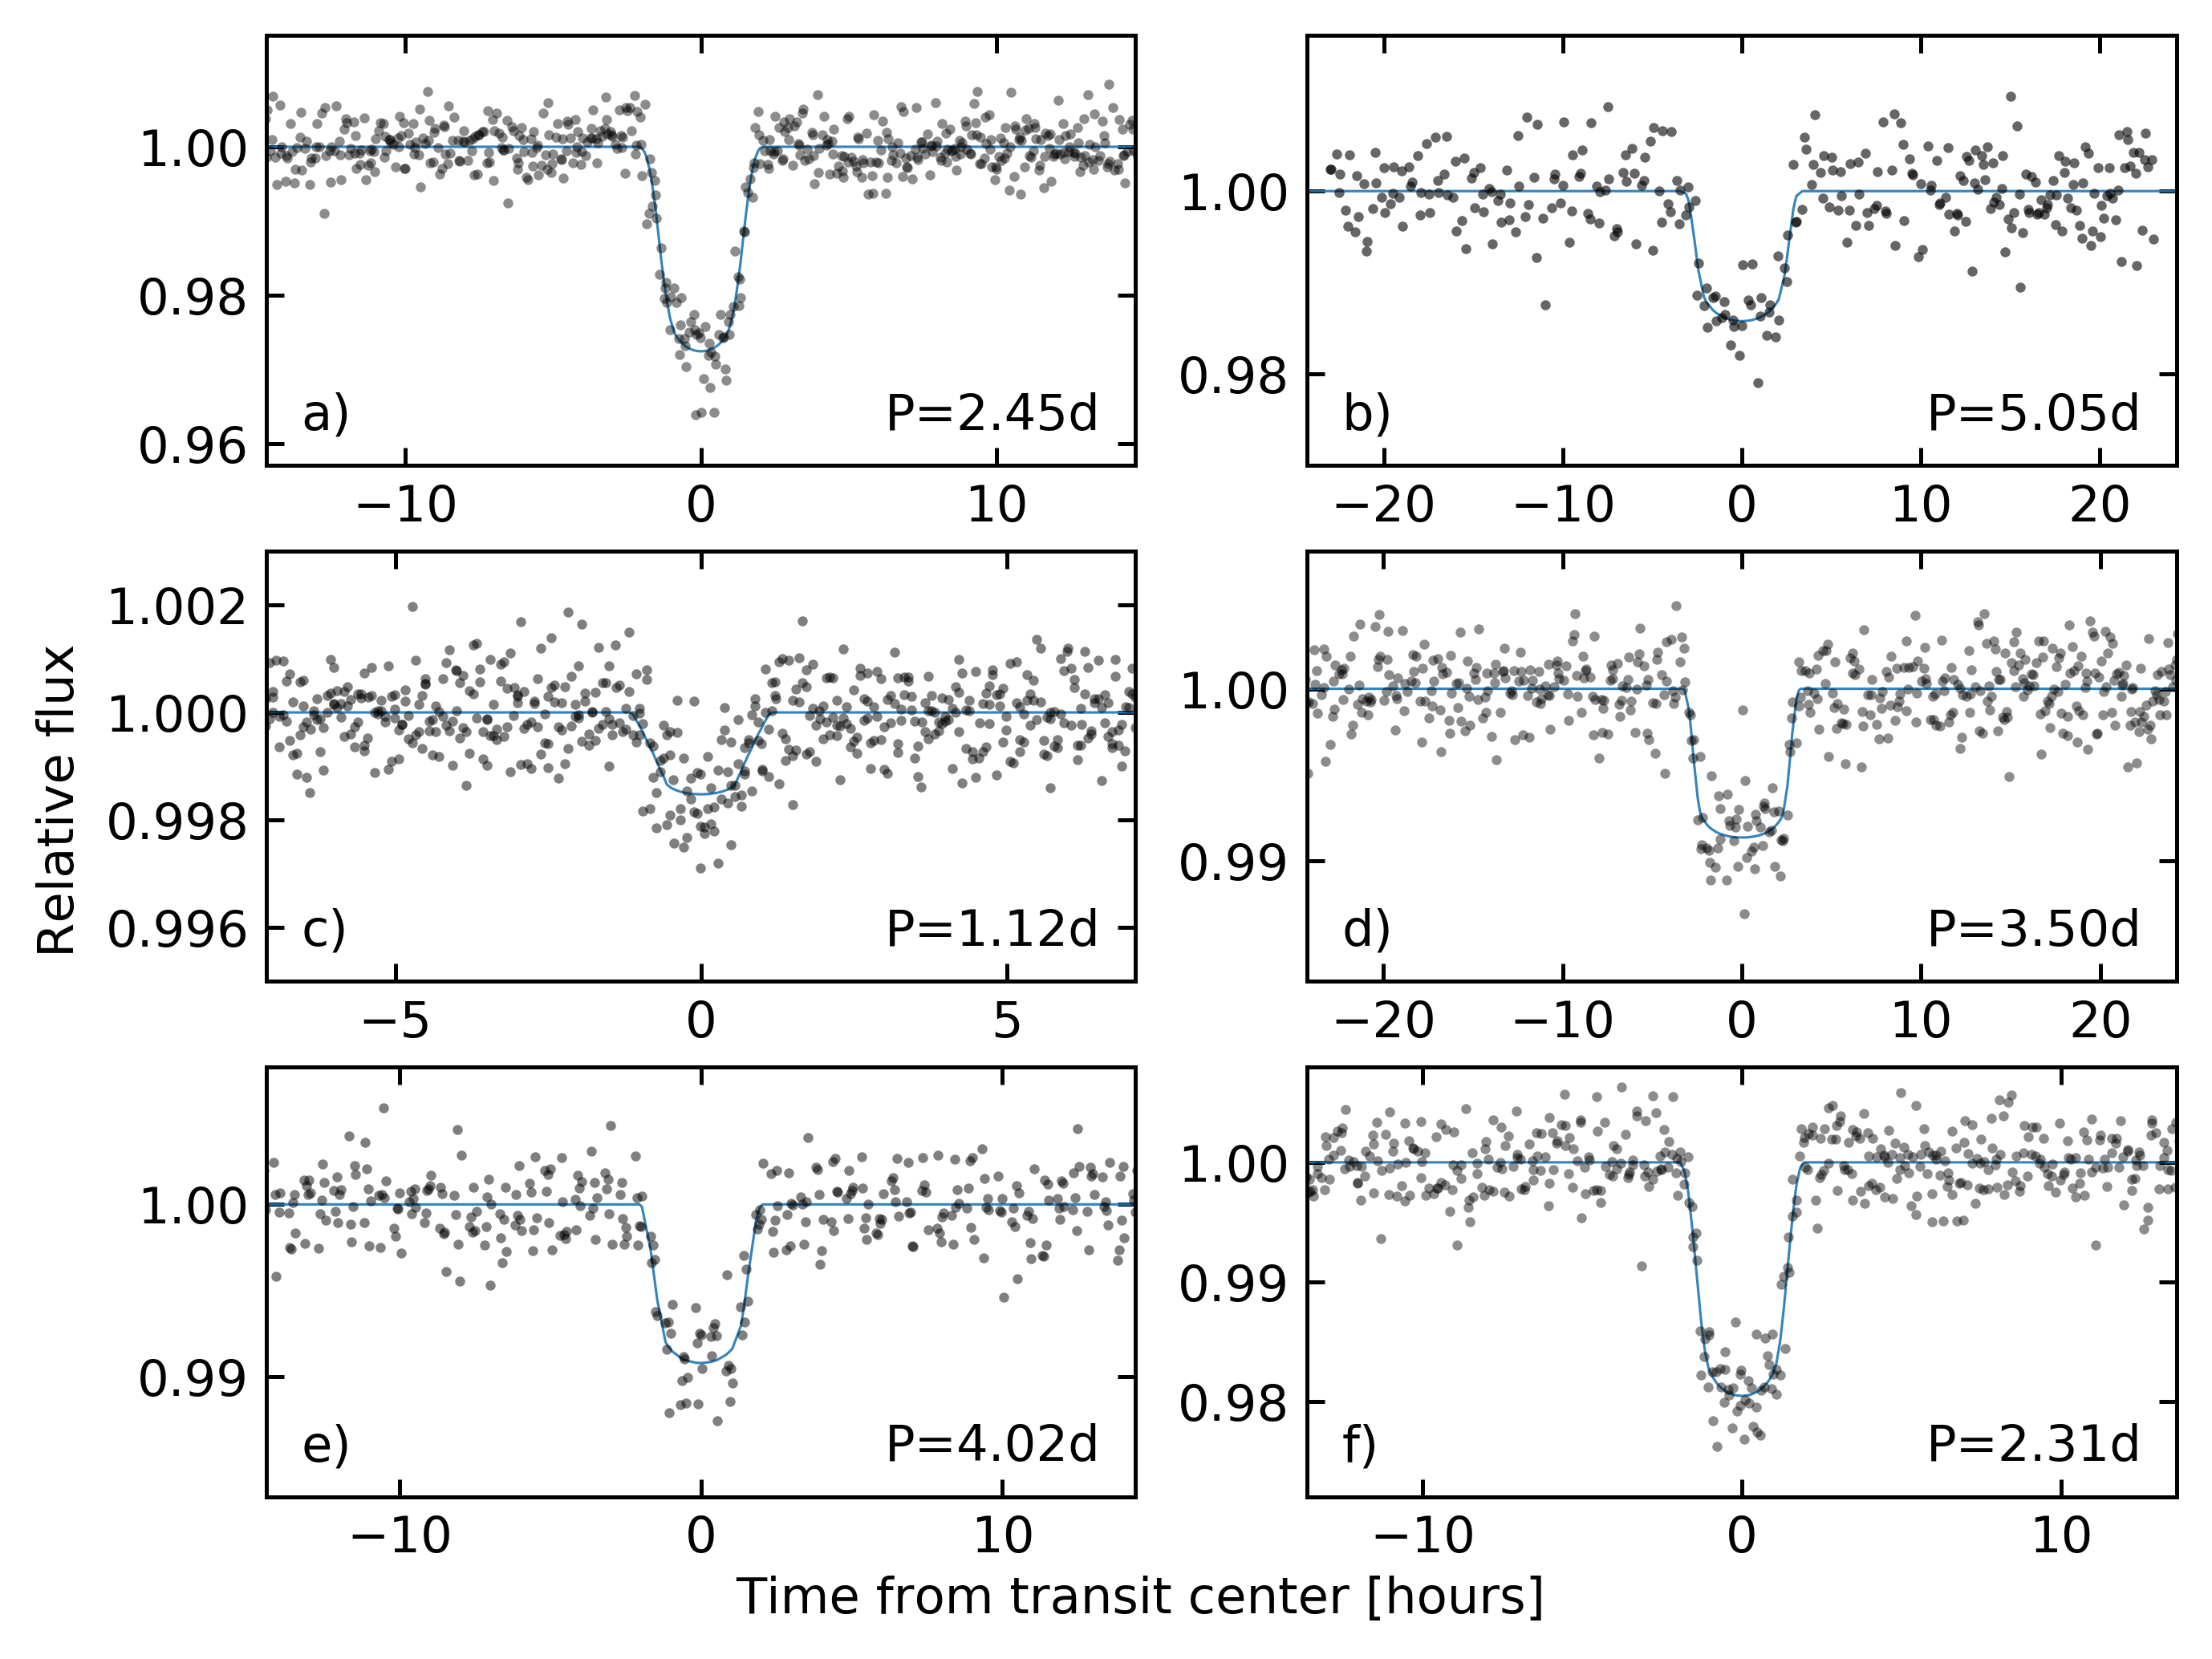 1.00
0.98
0.96
a)
P=2.45d
−10
0
10
1.00
0.98
b)
P=5.05d
−20
−10
0
10
20
Relative flux
1.002
1.000
0.998
0.996
c)
P=1.12d
−5
0
5
1.00
0.99
d)
P=3.50d
−20
−10
0
10
20
1.00
0.99
e)
P=4.02d
−10
0
10
1.00
0.99
0.98
f)
P=2.31d
−10
0
10
Time from transit center [hours]